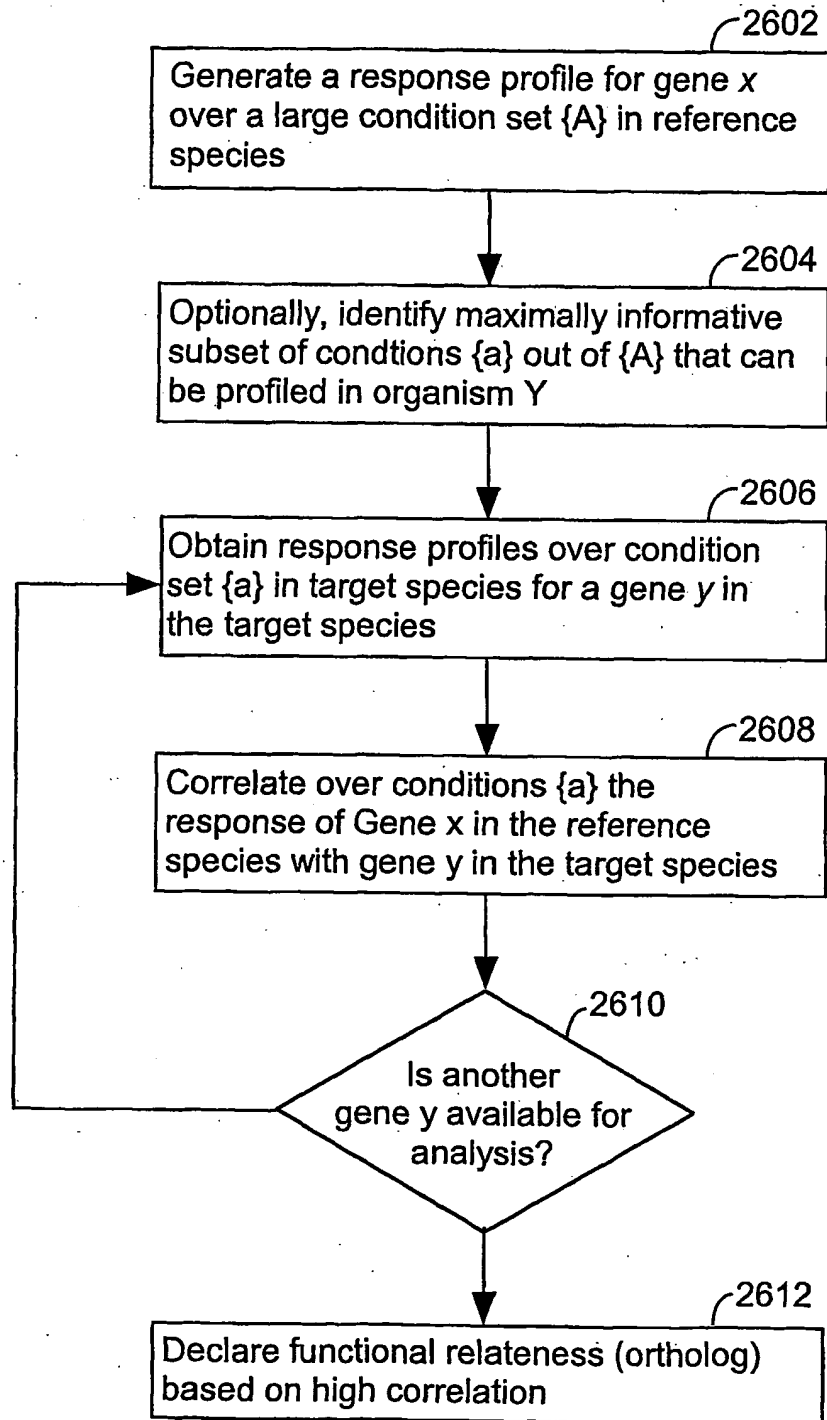 2602
Generate a response profile for gene x
over a large condition set {A} in reference
species
2604
Optionally, identify maximally informative
subset of condtions {a} out of {A} that can
be profiled in organism Y
2606
Obtain response profiles over condition
set {a} in target species for a gene y in
the target species
2608
Correlate over conditions {a} the
response of Gene x in the reference
species with gene y in the target species
2610
Is another
gene y available for
analysis?
2612
Declare functional relateness (ortholog)
based on high correlation